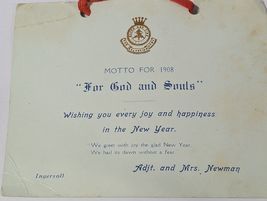 MOTTO FOR 1908
"For God and Souls"
Wishing you every joy and happiness
in the New Year.
"We greet with joy the glad New Year,
We hail its dawn without a fear.
Adjt. and Mrs. Newman
Ingersoll